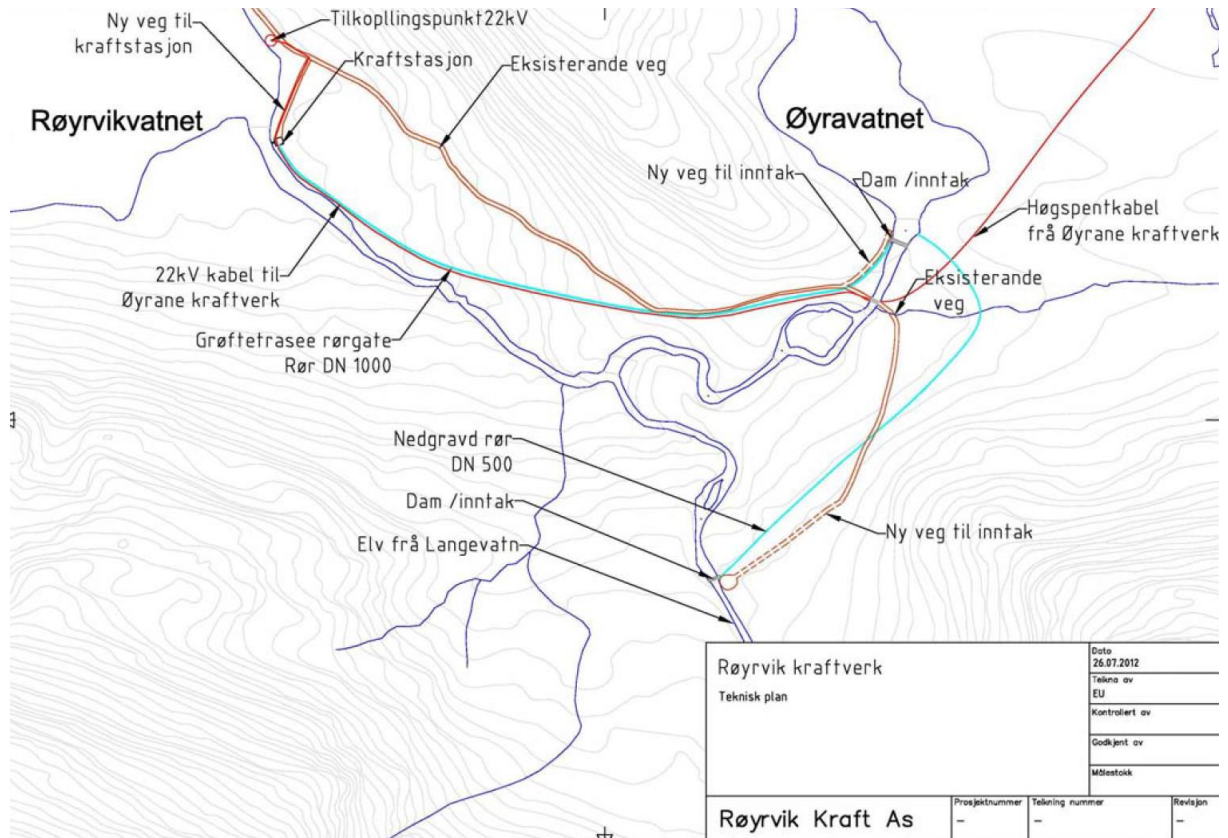 Ny veg til
kraftstasjon
Tilkopllingspunkt22kV
Kraftstasjon
Eksisterande veg
Røyrvikvatnet
Øyravatnet
Ny veg til inntak
Dam /inntak
Høgspentkabel
frå Øyrane kraftverk
22kV kabel til
Øyrane kraftverk
Eksisterande
veg
Grøftetrasee rørgate
Rør DN 1000
Nedgravd rør
DN 500
Dam /inntak
Elv frå Langevatn
Ny veg til inntak
Røyrvik kraftverk
Teknisk plan
Dato
26.07.2012
Teikna av
EU
Kontrollert av
Godkjent av
Målestokk
Røyrvik Kraft As
Prosjektnummer
–
Teikning nummer
–
Revisjon
–